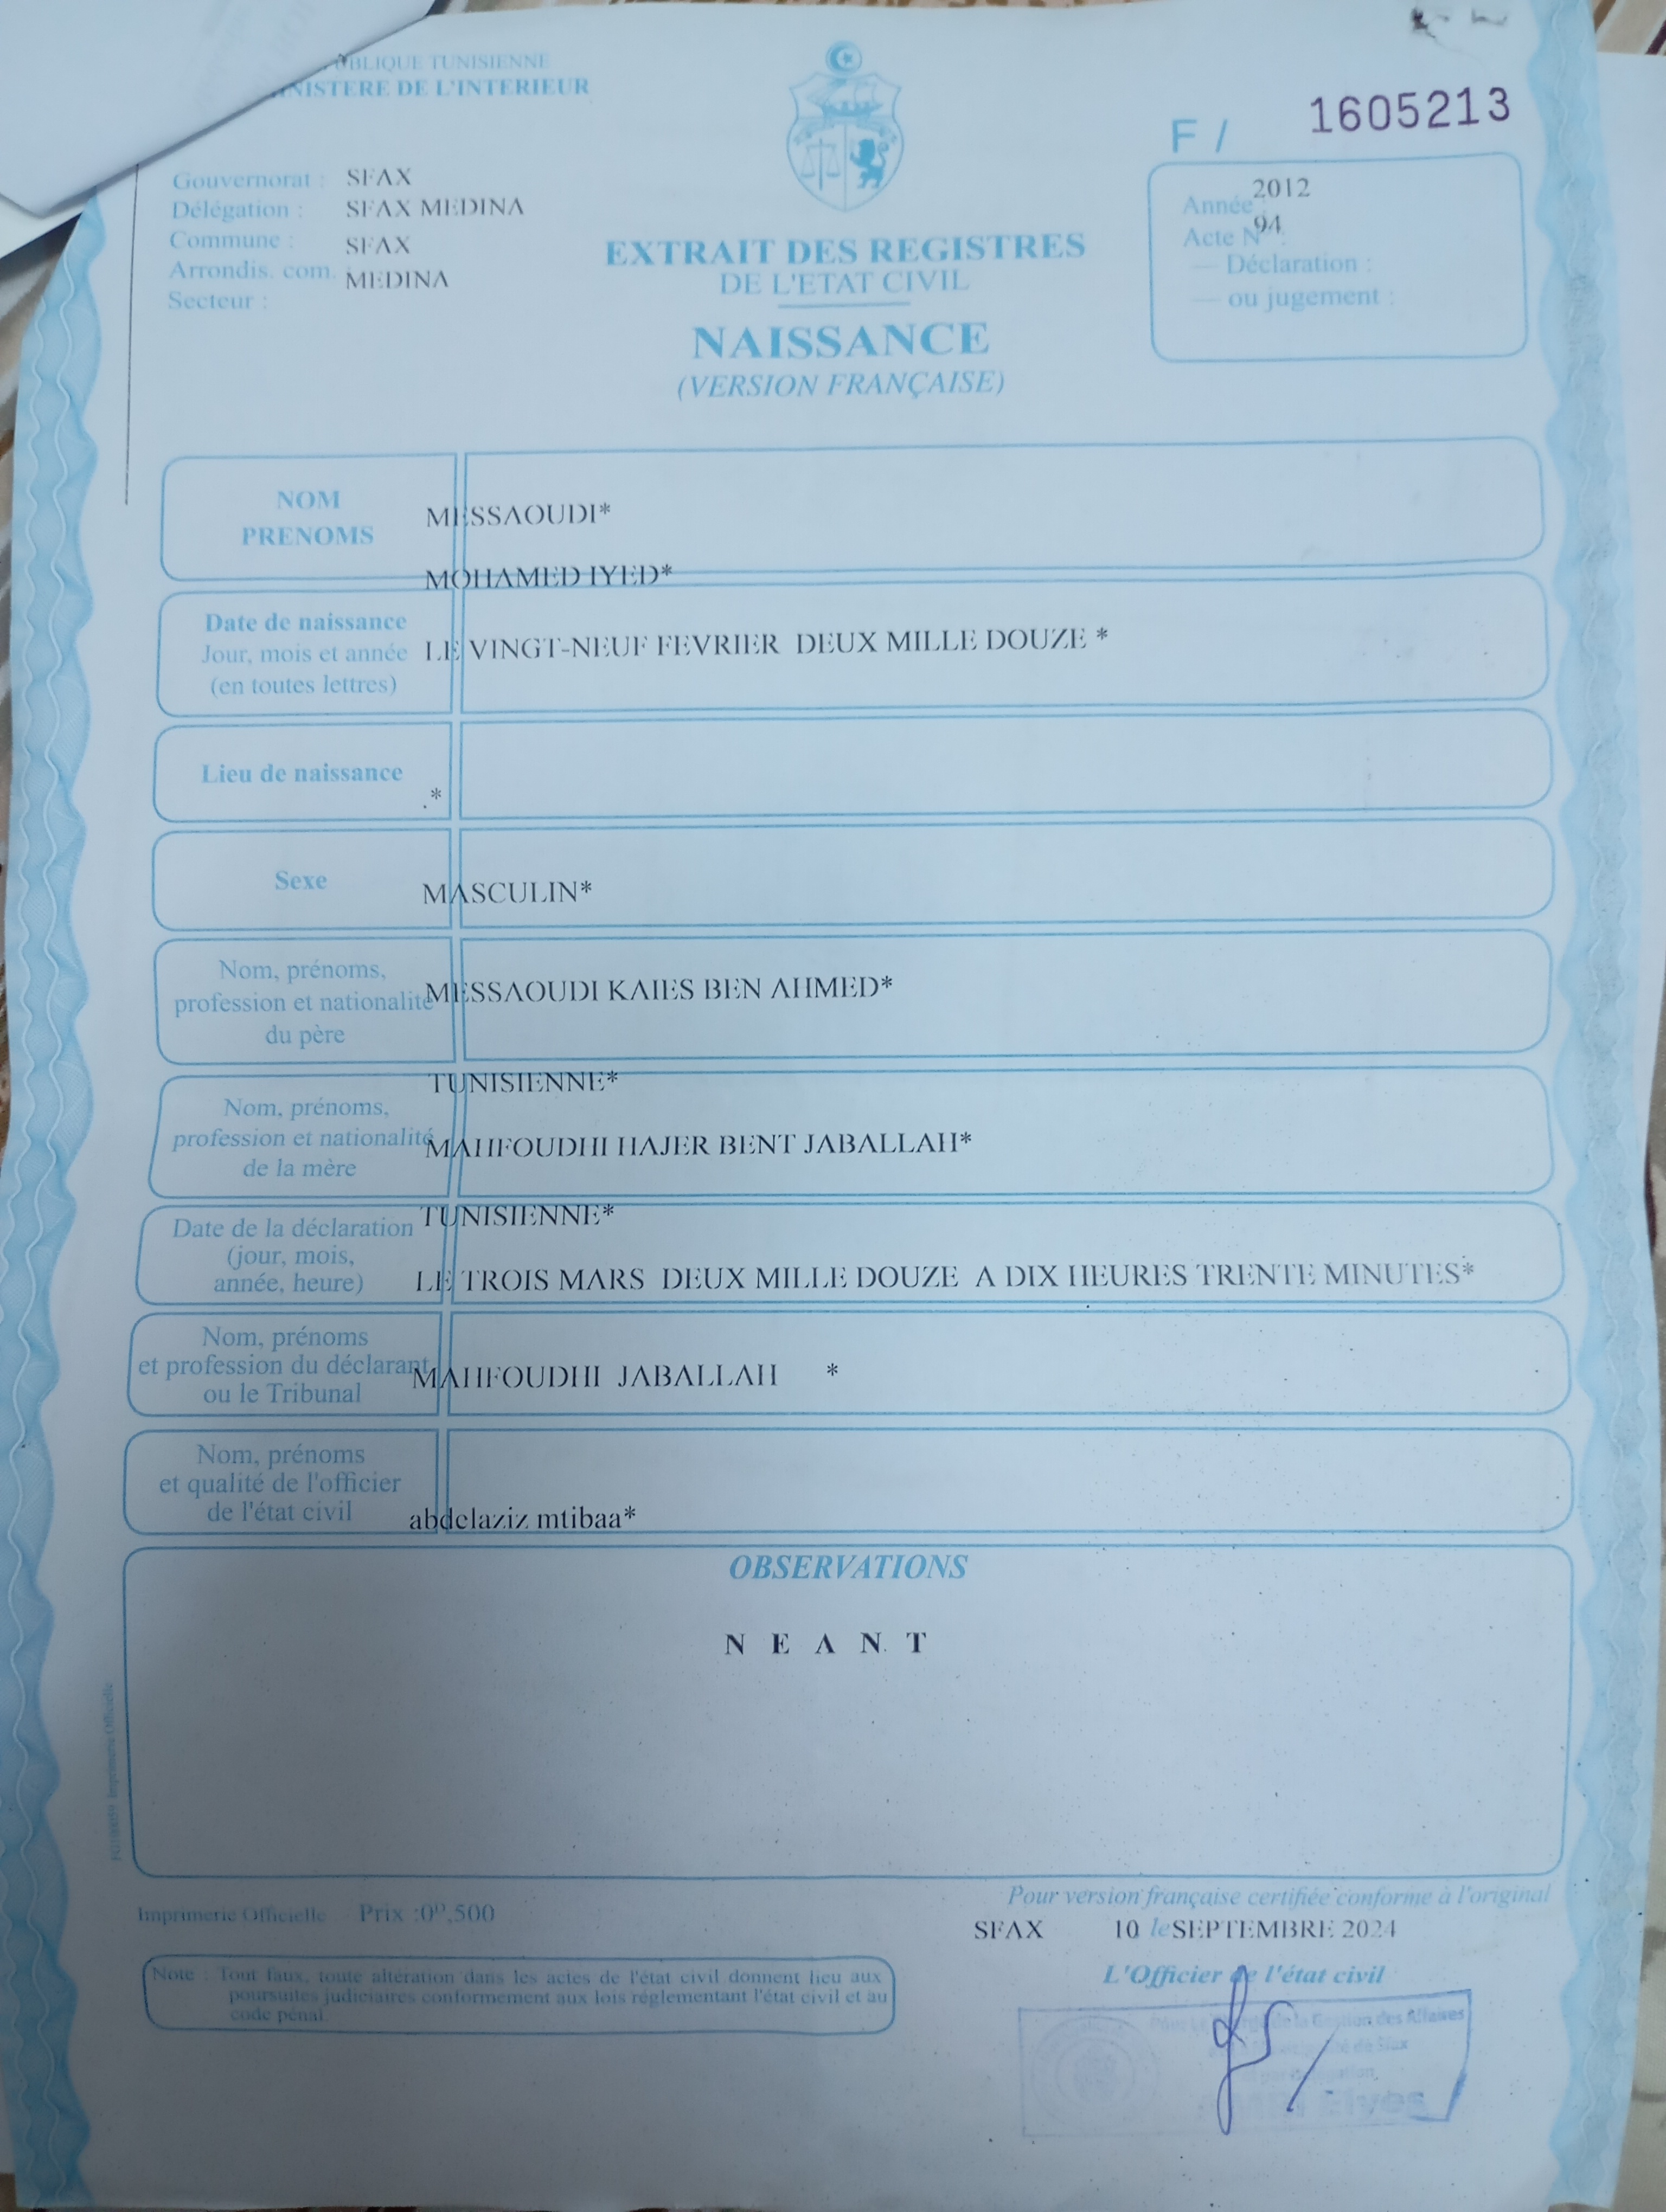 BLIQUE TUNISIENNE
NISTERE DE L'INTERIEUR
F / 1605213
Gouvernorat : SFAX
Délégation : SFAX MEDINA
Commune : SFAX
Arrondis. com. MEDINA
Secteur :
EXTRAIT DES REGISTRES
DE L'ETAT CIVIL
NAISSANCE
(VERSION FRANÇAISE)
Année : 2012
Acte N° : 94
— Déclaration :
— ou jugement :
NOM
PRENOMS
MESSAOUDI*
MOHAMED IYED*
Date de naissance
Jour, mois et année
(en toutes lettres)
LE VINGT-NEUF FEVRIER DEUX MILLE DOUZE *
Lieu de naissance
.*
Sexe
MASCULIN*
Nom, prénoms,
profession et nationalité
du père
MESSAOUDI KAIES BEN AHMED*
TUNISIENNE*
Nom, prénoms,
profession et nationalité
de la mère
MAHFOUDHI HAJER BENT JABALLAH*
TUNISIENNE*
Date de la déclaration
(jour, mois,
année, heure)
LE TROIS MARS DEUX MILLE DOUZE A DIX HEURES TRENTE MINUTES*
Nom, prénoms
et profession du déclarant
ou le Tribunal
MAHFOUDHI JABALLAH *
Nom, prénoms
et qualité de l'officier
de l'état civil
abdelaziz mtibaa*
OBSERVATIONS
N E A N T
Imprimerie Officielle
Imprimerie Officielle Prix :0ᴰ,500
Pour version française certifiée conforme à l'original
SFAX 10 le SEPTEMBRE 2024
L'Officier de l'état civil
Note : Tout faux, toute altération dans les actes de l'état civil donnent lieu aux
poursuites judiciaires conformement aux lois réglementant l'état civil et au
code pénal.
de la Gestion des Affaires
de Sfax